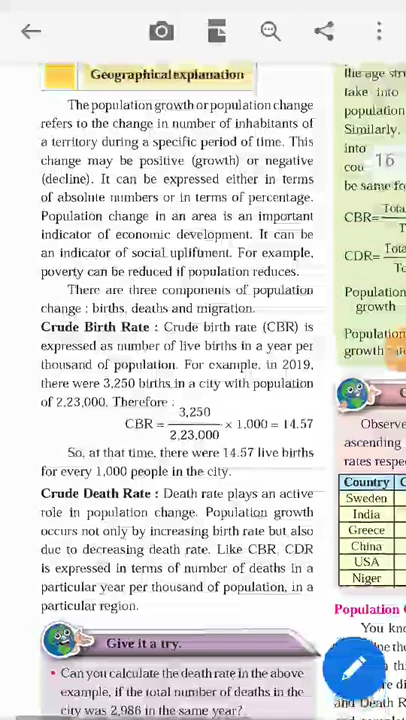 Geographical explanation
The population growth or population change
refers to the change in number of inhabitants of
a territory during a specific period of time. This
change may be positive (growth) or negative
(decline). It can be expressed either in terms
of absolute numbers or in terms of percentage.
Population change in an area is an important
indicator of economic development. It can be
an indicator of social upliftment. For example,
poverty can be reduced if population reduces.
There are three components of population
change : births, deaths and migration.
Crude Birth Rate : Crude birth rate (CBR) is
expressed as number of live births in a year per
thousand of population. For example, in 2019,
there were 3,250 births in a city with population
of 2,23,000. Therefore :
3,250
CBR = × 1,000 = 14.57
2,23,000
So, at that time, there were 14.57 live births
for every 1,000 people in the city.
Crude Death Rate : Death rate plays an active
role in population change. Population growth
occurs not only by increasing birth rate but also
due to decreasing death rate. Like CBR, CDR
is expressed in terms of number of deaths in a
particular year per thousand of population, in a
particular region.
Give it a try.
• Can you calculate the death rate in the above
example, if the total number of deaths in the
city was 2,986 in the same year?
the age
take into
population
Similarly,
into
16
be same
CBR=
CDR=
Population
growth
Population
growth
Observe
ascending
rates
Country
Sweden
India
Greece
China
USA
Niger
Population
You
and Death